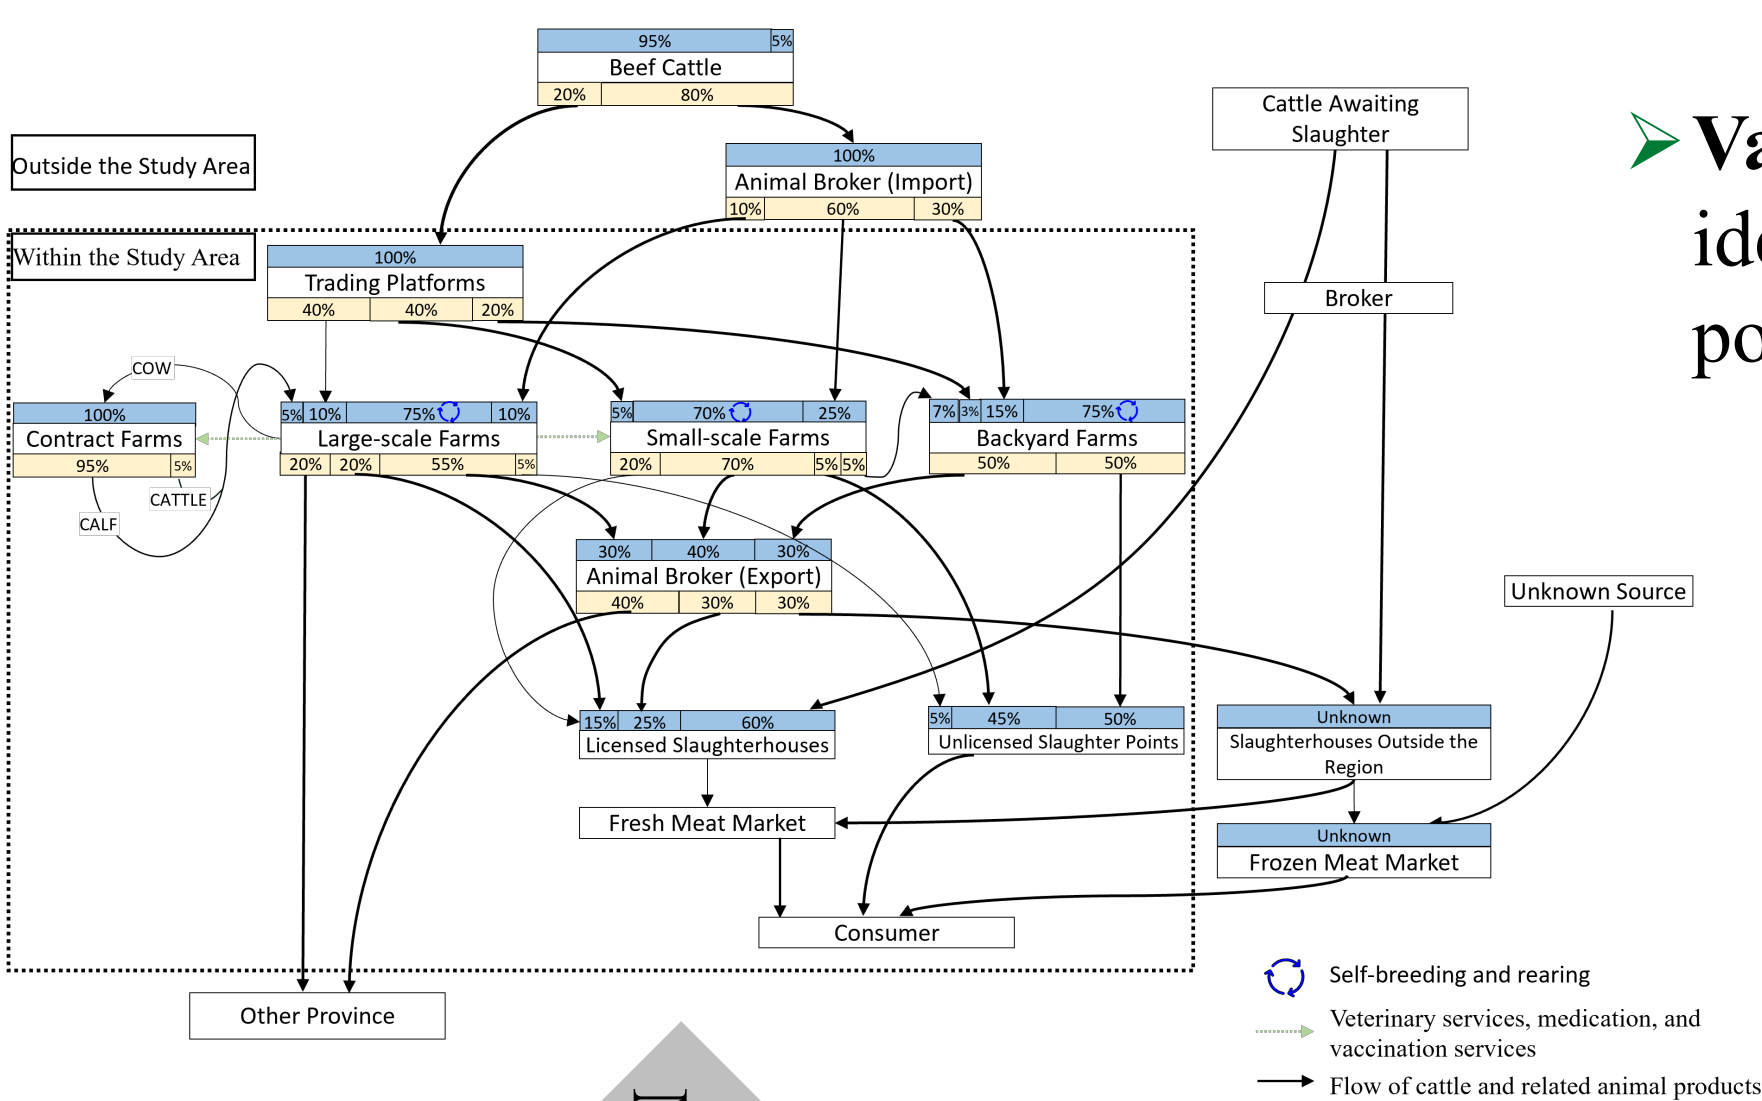 95% 5%
Beef Cattle
20% 80%
Cattle Awaiting
Slaughter
Outside the Study Area
100%
Animal Broker (Import)
10% 60% 30%
Within the Study Area
100%
Trading Platforms
40% 40% 20%
Broker
COW
100%
Contract Farms
95% 5%
CATTLE
CALF
5% 10% 75% 10%
Large-scale Farms
20% 20% 55% 5%
5% 70% 25%
Small-scale Farms
20% 70% 5% 5%
7% 3% 15% 75%
Backyard Farms
50% 50%
30% 40% 30%
Animal Broker (Export)
40% 30% 30%
Unknown Source
15% 25% 60%
Licensed Slaughterhouses
5% 45% 50%
Unlicensed Slaughter Points
Unknown
Slaughterhouses Outside the
Region
Fresh Meat Market
Unknown
Frozen Meat Market
Consumer
Other Province
Self-breeding and rearing
Veterinary services, medication, and
vaccination services
Flow of cattle and related animal products